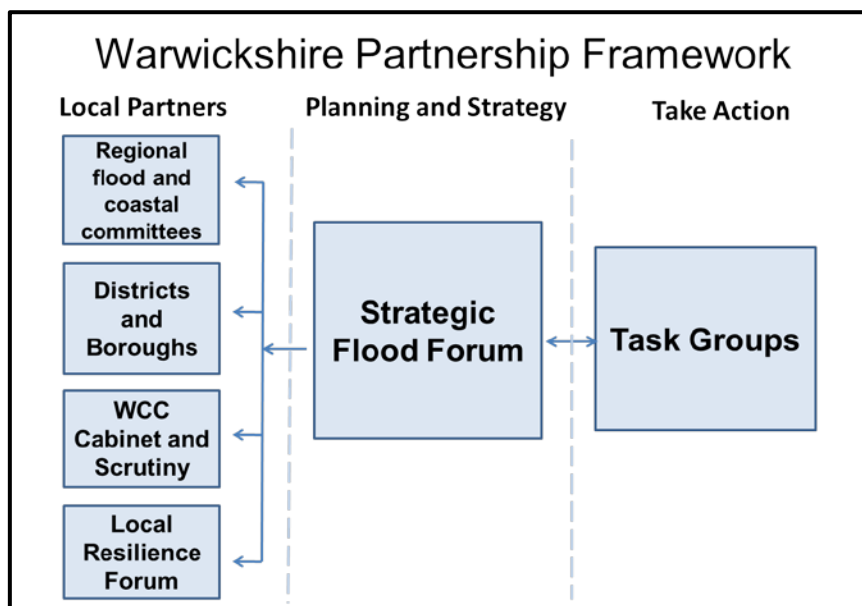 Warwickshire Partnership Framework
Local Partners
Planning and Strategy
Take Action
Regional
flood and
coastal
committees
Districts
and
Boroughs
WCC
Cabinet and
Scrutiny
Local
Resilience
Forum
Strategic
Flood Forum
Task Groups